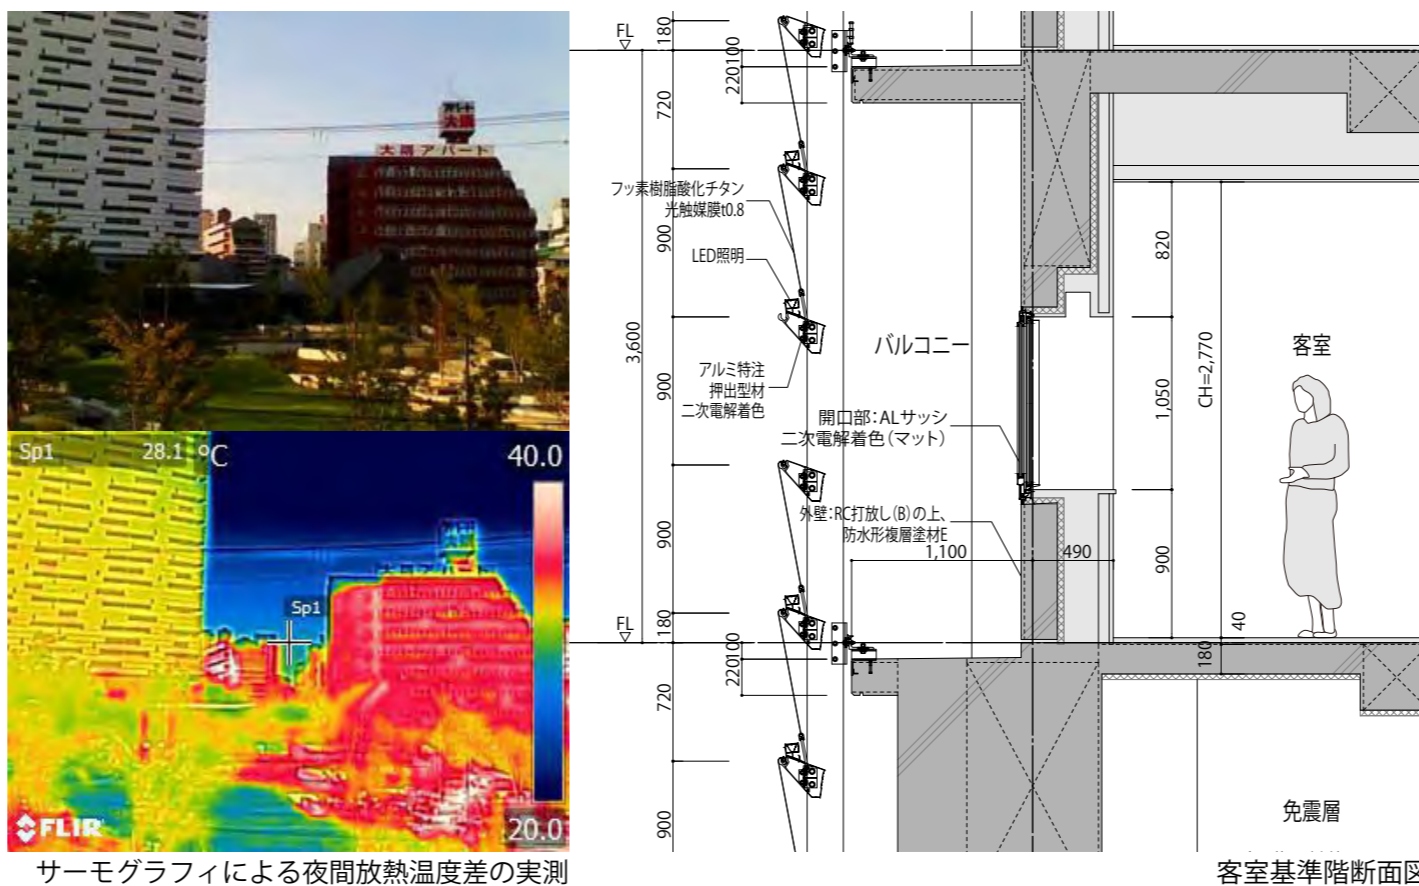 大隅アパート
Sp1
28.1 °C
40.0
Sp1
FLIR
20.0
サーモグラフィによる夜間放熱温度差の実測
FL
180
220
100
720
フッ素樹脂酸化チタン
光触媒膜t0.8
900
LED照明
3,600
アルミ特注
押出型材
二次電解着色
900
バルコニー
開口部：ALサッシ
二次電解着色（マット）
外壁：RC打放し（B）の上、
防水形複層塗材E
900
1,100
490
820
CH=2,770
1,050
900
客室
40
180
FL
180
220
100
720
900
免震層
客室基準階断面図